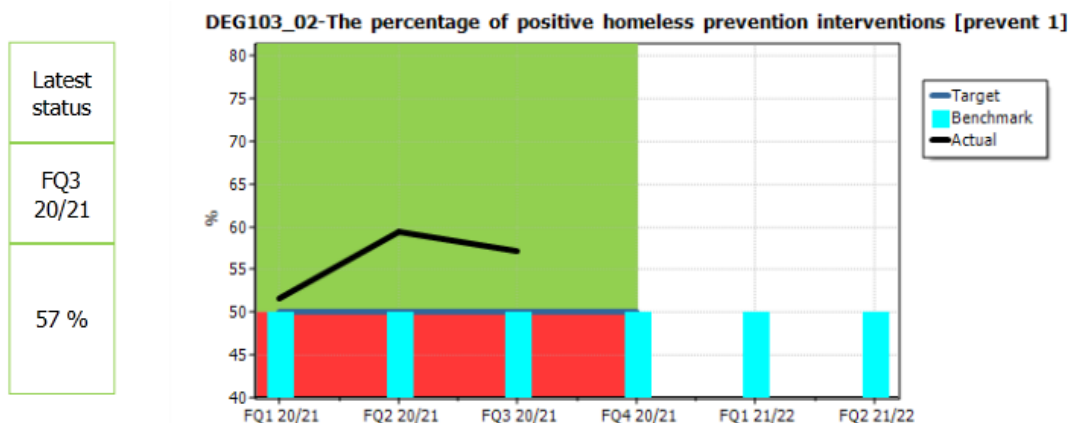 DEG103_02-The percentage of positive homeless prevention interventions [prevent 1]
Latest
status
FQ3
20/21
57 %
%
80
75
70
65
60
55
50
45
40
FQ1 20/21
FQ2 20/21
FQ3 20/21
FQ4 20/21
FQ1 21/22
FQ2 21/22
Target
Benchmark
Actual